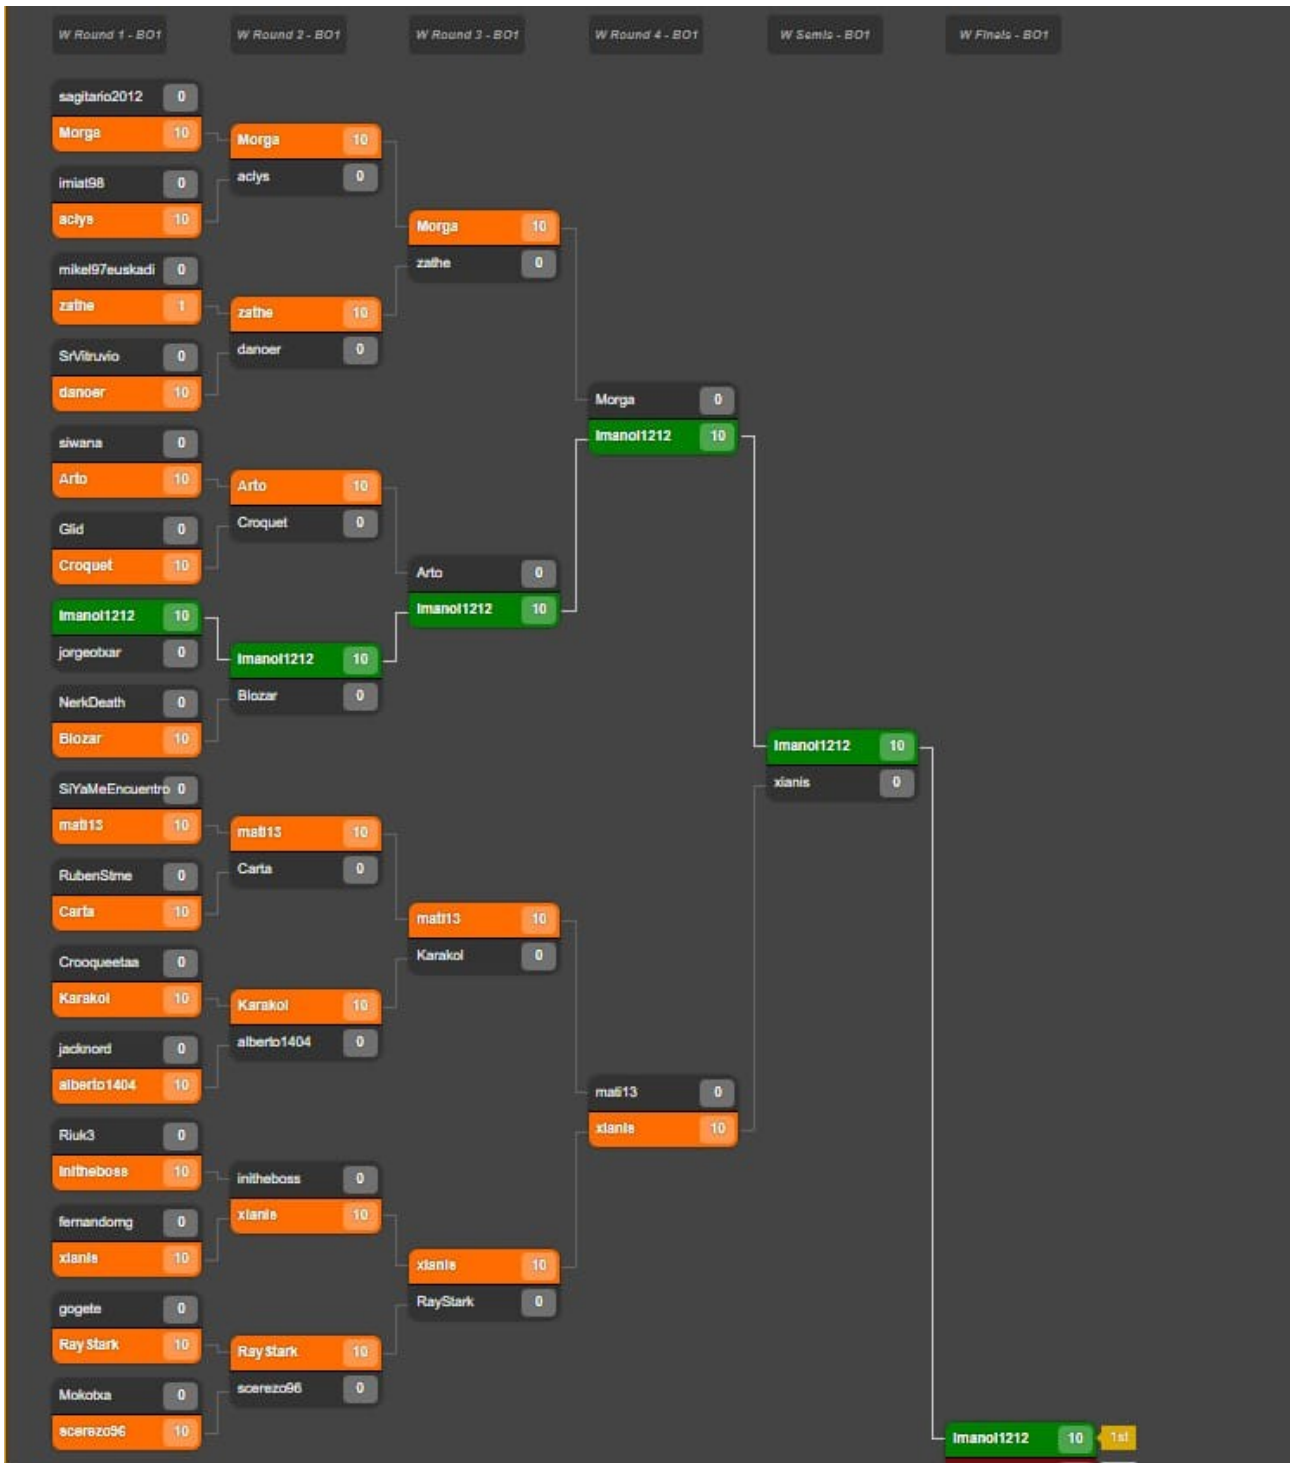 W Round 1 - BO1
W Round 2 - BO1
W Round 3 - BO1
W Round 4 - BO1
W Semis - BO1
W Finals - BO1
sagitario2012 0
Morga 10
imiat98 0
aclys 10
mikel97euskadi 0
zathe 1
SrVitruvio 0
danoer 10
siwana 0
Arto 10
Glid 0
Croquet 10
Imanol1212 10
jorgeotxar 0
NerkDeath 0
Blozar 10
SiYaMeEncuentro 0
mati13 10
RubenStme 0
Carta 10
Crooqueetaa 0
Karakol 10
jacknord 0
alberto1404 10
Riuk3 0
initheboss 10
fernandomg 0
xianis 10
gogete 0
RayStark 10
Mokotxa 0
scerezo96 10
Morga 10
aclys 0
zathe 10
danoer 0
Arto 10
Croquet 0
Imanol1212 10
Blozar 0
mati13 10
Carta 0
Karakol 10
alberto1404 0
initheboss 0
xianis 10
RayStark 10
scerezo96 0
Morga 10
zathe 0
Arto 0
Imanol1212 10
mati13 10
Karakol 0
xianis 10
RayStark 0
Morga 0
Imanol1212 10
mati13 0
xianis 10
Imanol1212 10
xianis 0
Imanol1212 10 1st